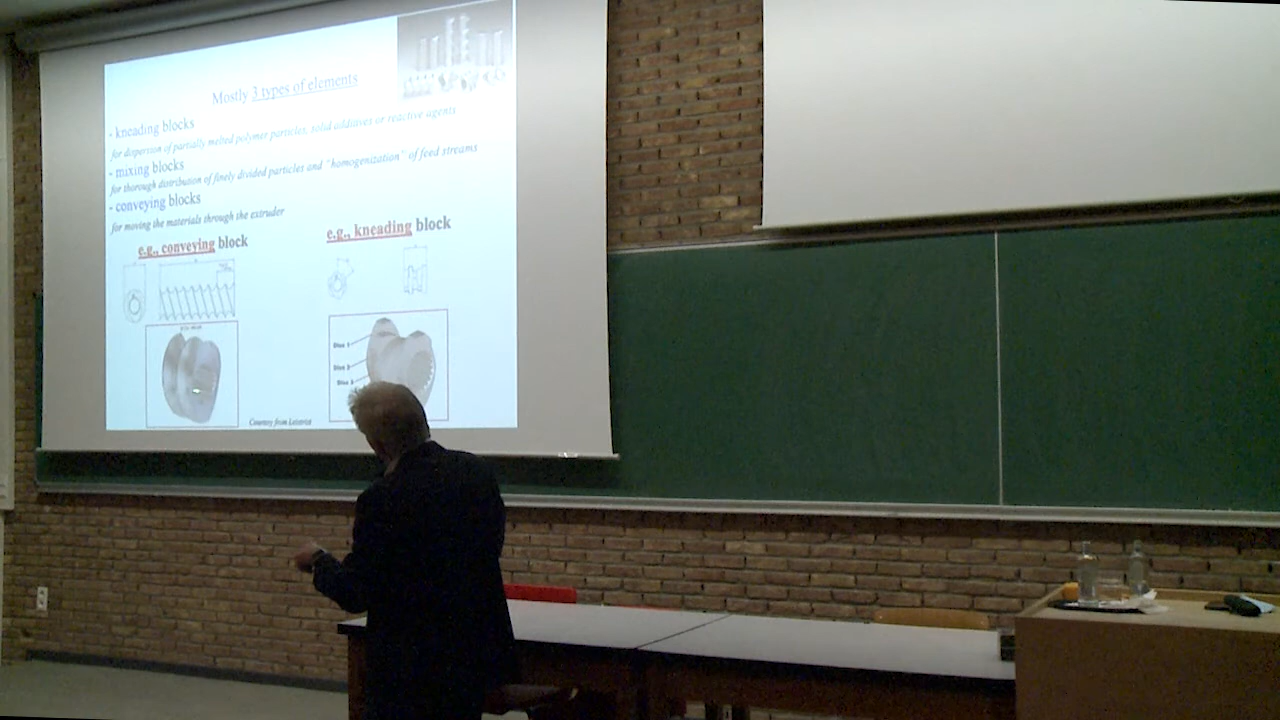 Mostly 3 types of elements
- kneading blocks
for dispersion of partially melted polymer particles, solid additives or reactive agents
- mixing blocks
for thorough distribution of finely divided particles and "homogenization" of feed streams
- conveying blocks
for moving the materials through the extruder
e.g., conveying block
e.g., kneading block
Disc 1
Disc 2
Disc 3
Courtesy from Leistritz